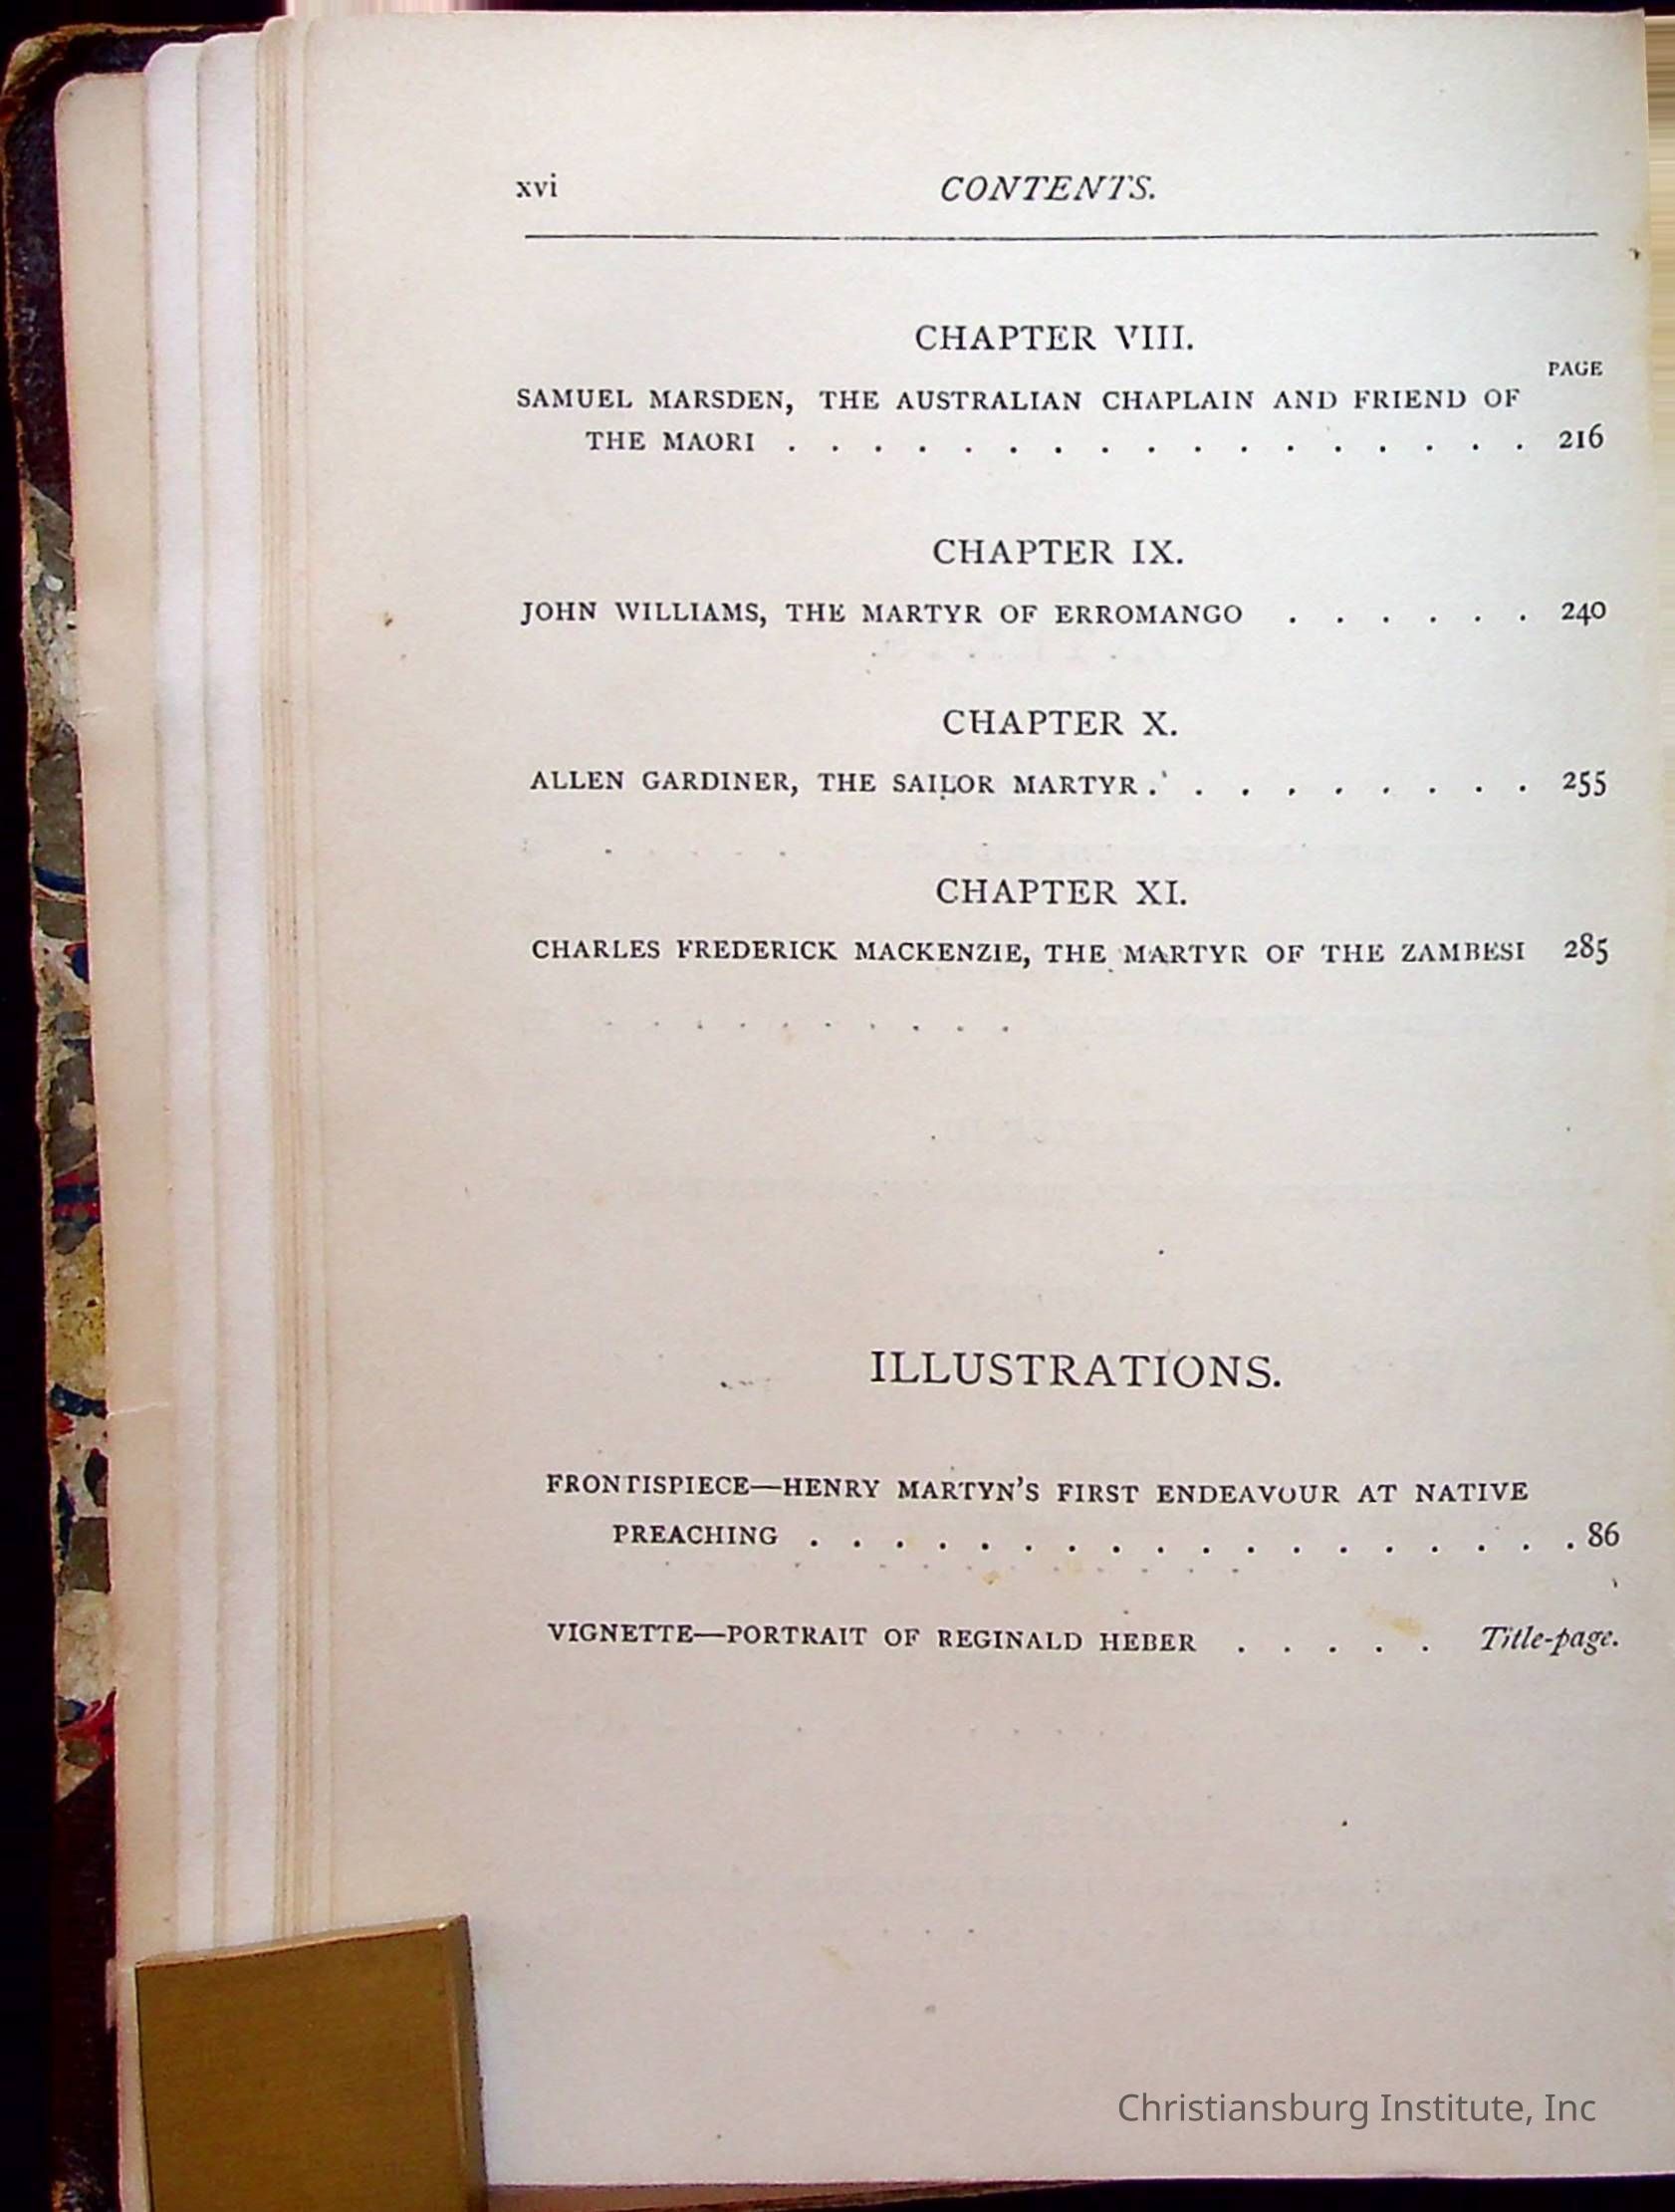 xvi CONTENTS.
CHAPTER VIII.
PAGE
SAMUEL MARSDEN, THE AUSTRALIAN CHAPLAIN AND FRIEND OF
THE MAORI . . . . . . . . . . . . . . . . . . 216
CHAPTER IX.
JOHN WILLIAMS, THE MARTYR OF ERROMANGO . . . . . . 240
CHAPTER X.
ALLEN GARDINER, THE SAILOR MARTYR . . . . . . . . . 255
CHAPTER XI.
CHARLES FREDERICK MACKENZIE, THE MARTYR OF THE ZAMBESI 285
ILLUSTRATIONS.
FRONTISPIECE—HENRY MARTYN'S FIRST ENDEAVOUR AT NATIVE
PREACHING . . . . . . . . . . . . . . . . . . 86
VIGNETTE—PORTRAIT OF REGINALD HEBER . . . . . Title-page.
Christiansburg Institute, Inc